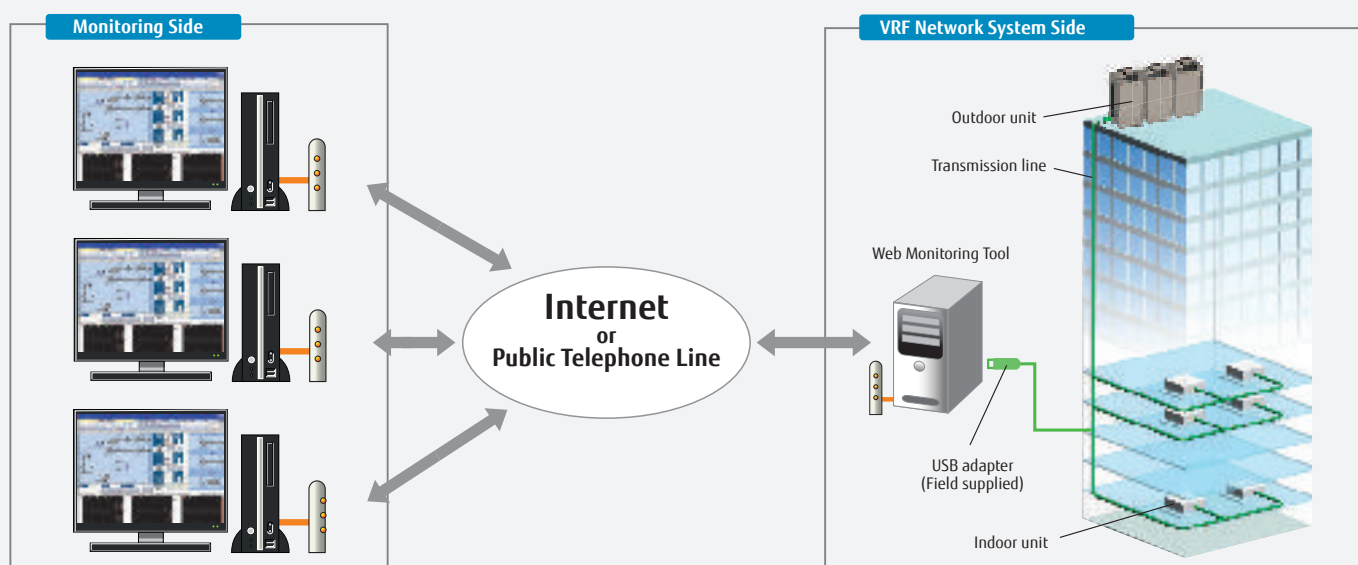 Monitoring Side
VRF Network System Side
Outdoor unit
Transmission line
Web Monitoring Tool
Internet
or
Public Telephone Line
USB adapter
(Field supplied)
Indoor unit